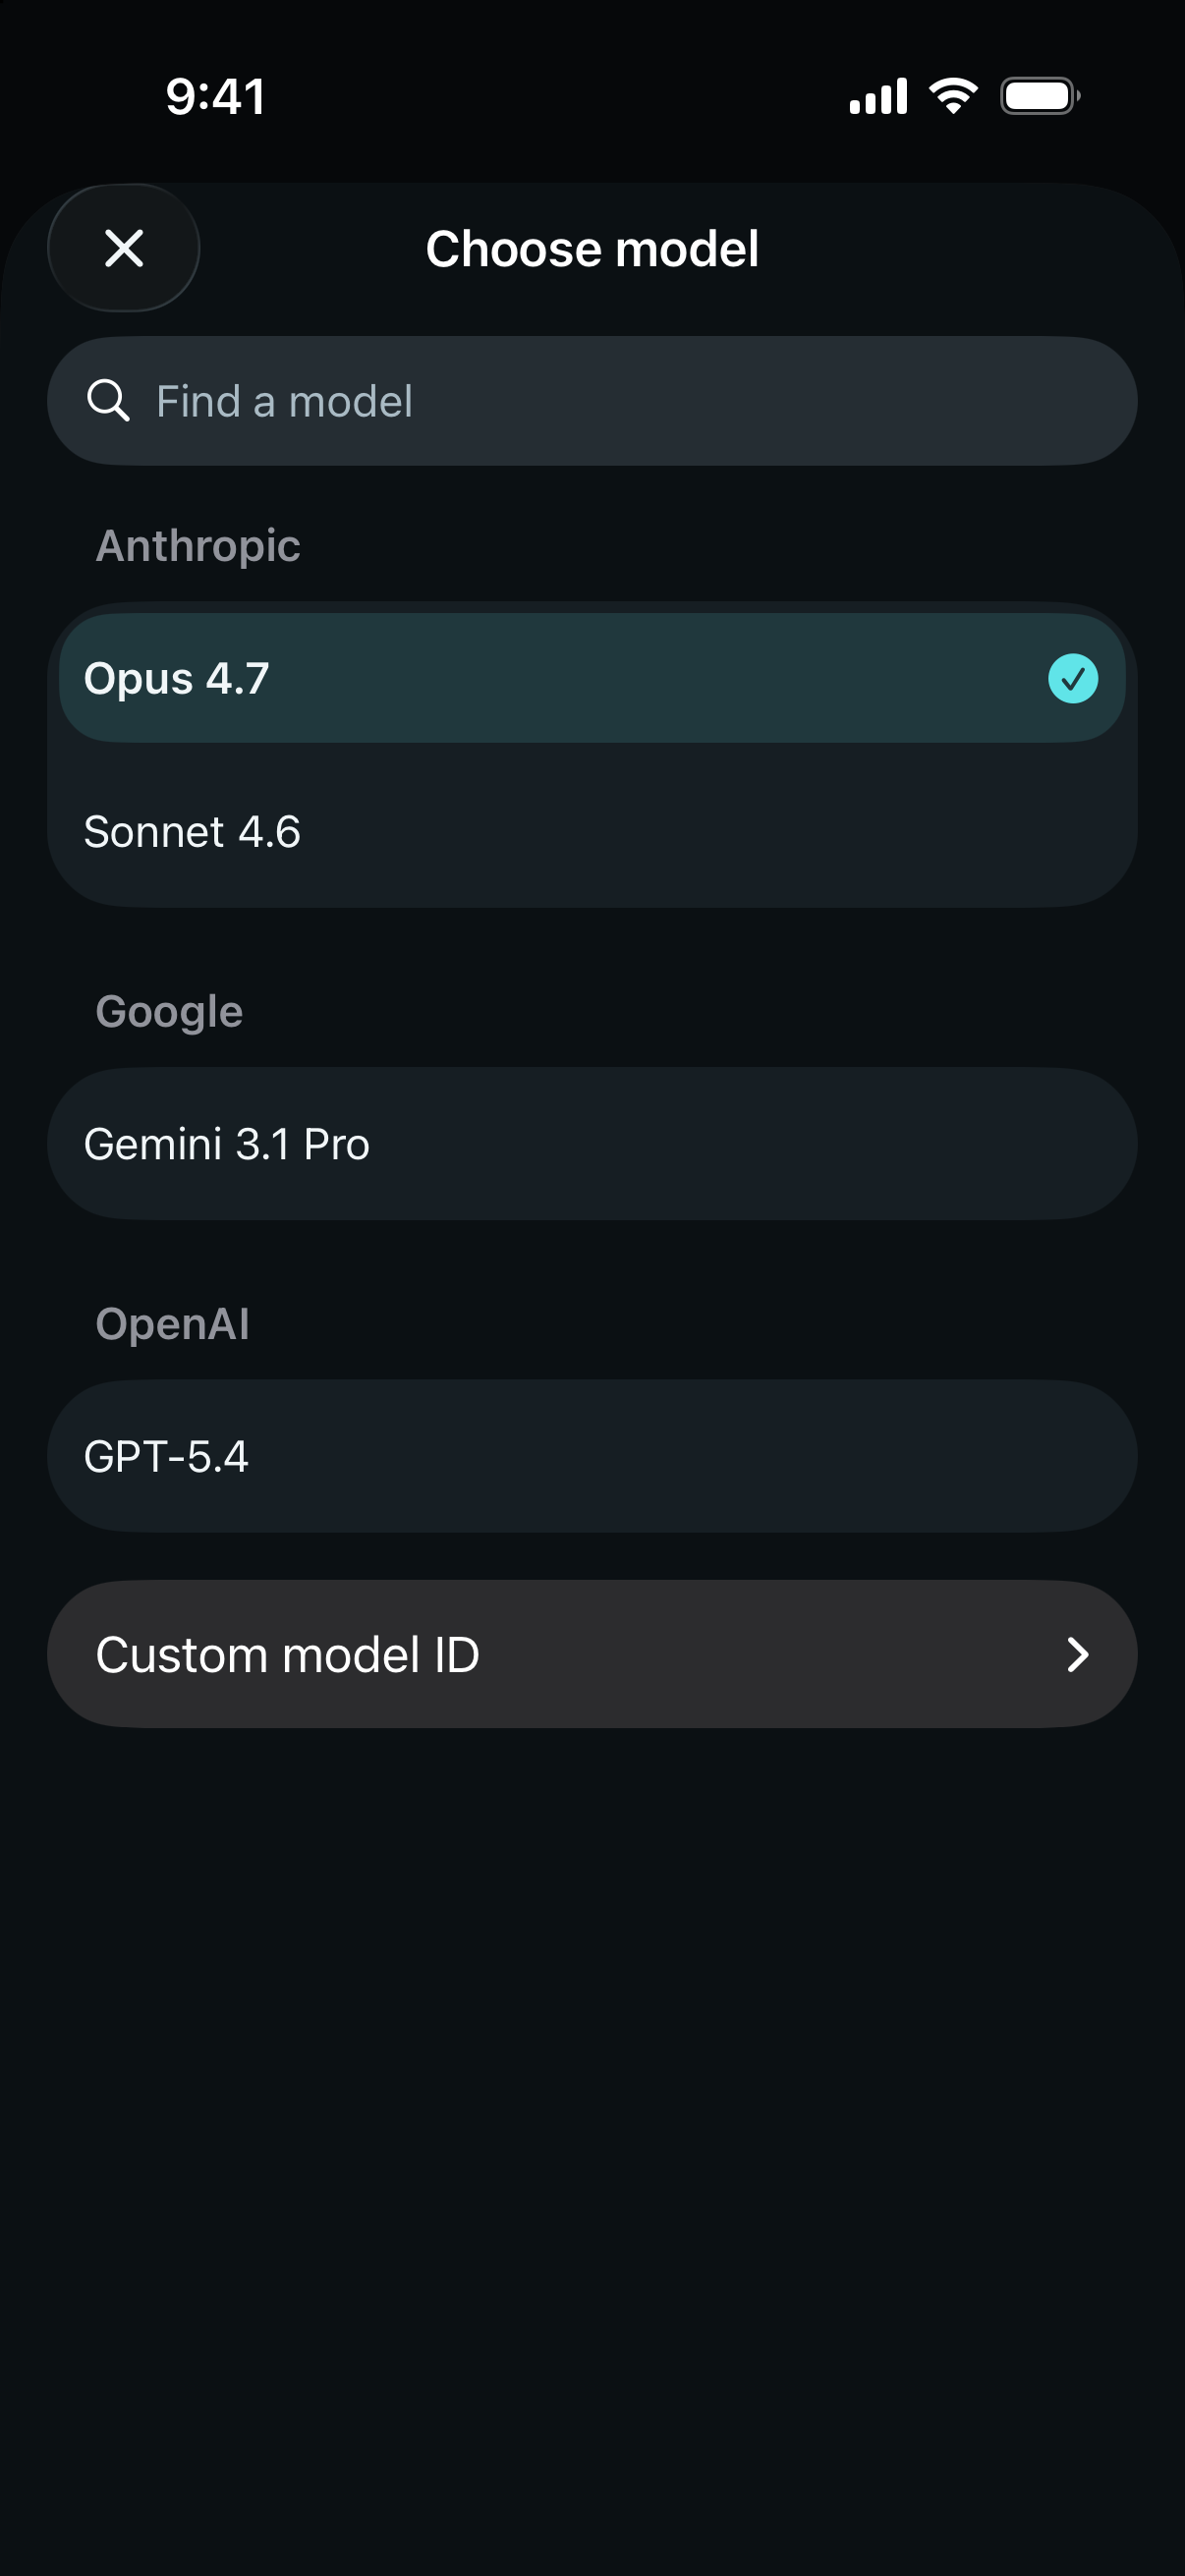 9:41
Choose model
Find a model
Anthropic
Opus 4.7
Sonnet 4.6
Google
Gemini 3.1 Pro
OpenAI
GPT-5.4
Custom model ID